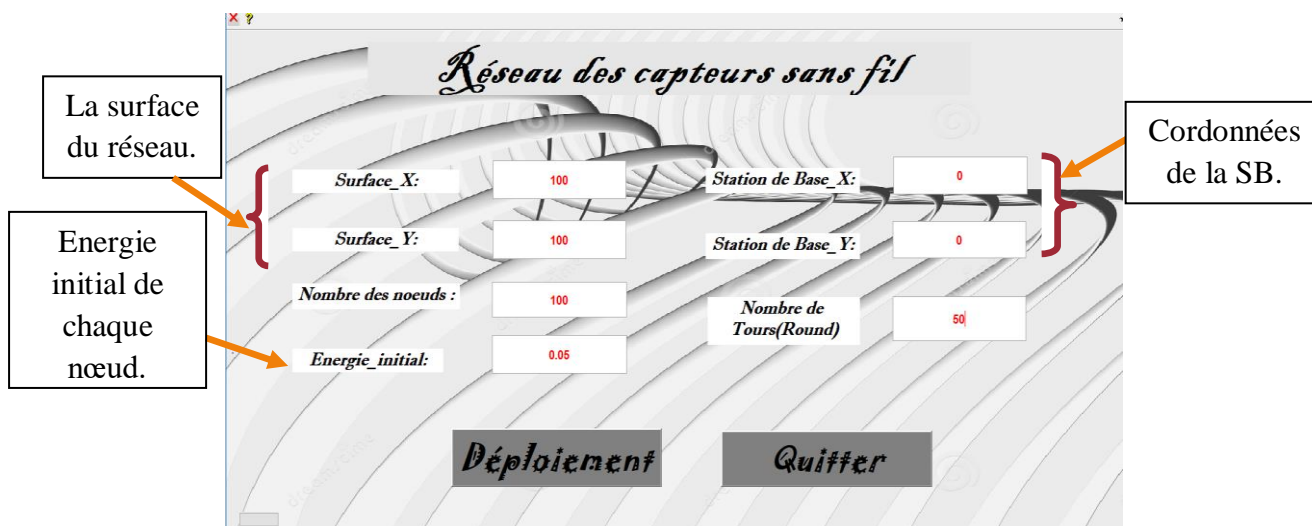 Réseau des capteurs sans fil
La surface
du réseau.
Cordonnées
de la SB.
Surface_X:
100
Station de Base_X:
0
Surface_Y:
100
Station de Base_Y:
0
Energie
initial de
chaque
nœud.
Nombre des noeuds :
100
Nombre de
Tours(Round)
50
Energie_initial:
0.05
Déploiement
Quitter